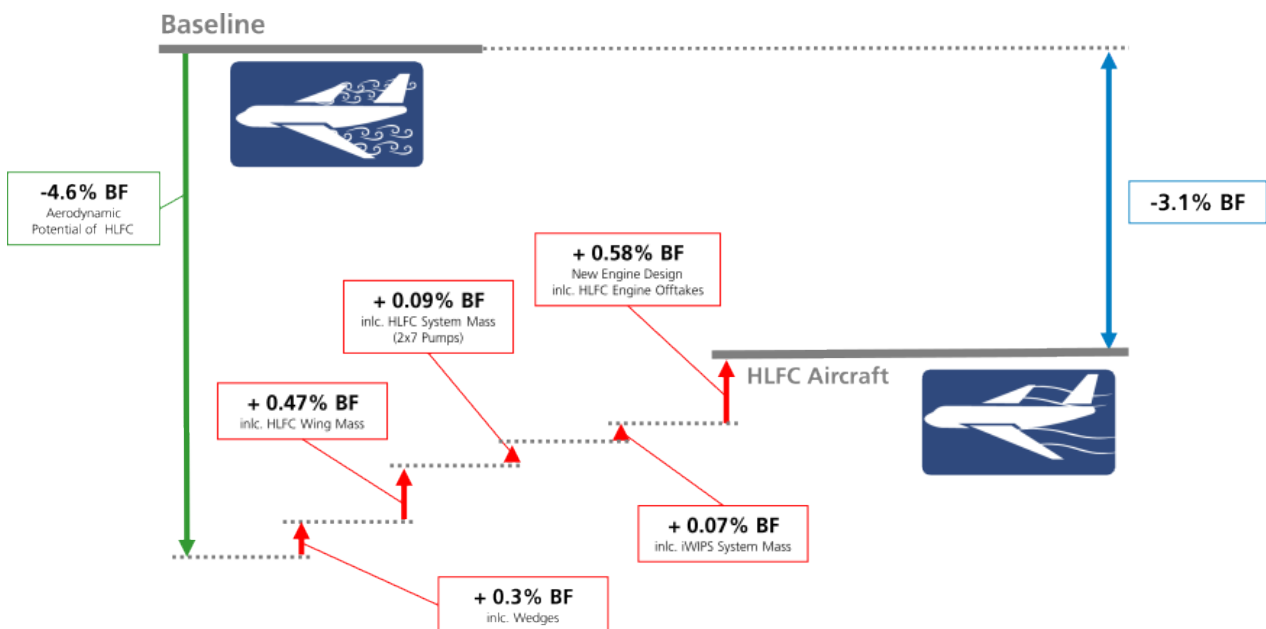 Baseline
-4.6% BF
Aerodynamic
Potential of HLFC
-3.1% BF
+ 0.58% BF
New Engine Design
inlc. HLFC Engine Offtakes
+ 0.09% BF
inlc. HLFC System Mass
(2x7 Pumps)
HLFC Aircraft
+ 0.47% BF
inlc. HLFC Wing Mass
+ 0.07% BF
inlc. iWIPS System Mass
+ 0.3% BF
inlc. Wedges